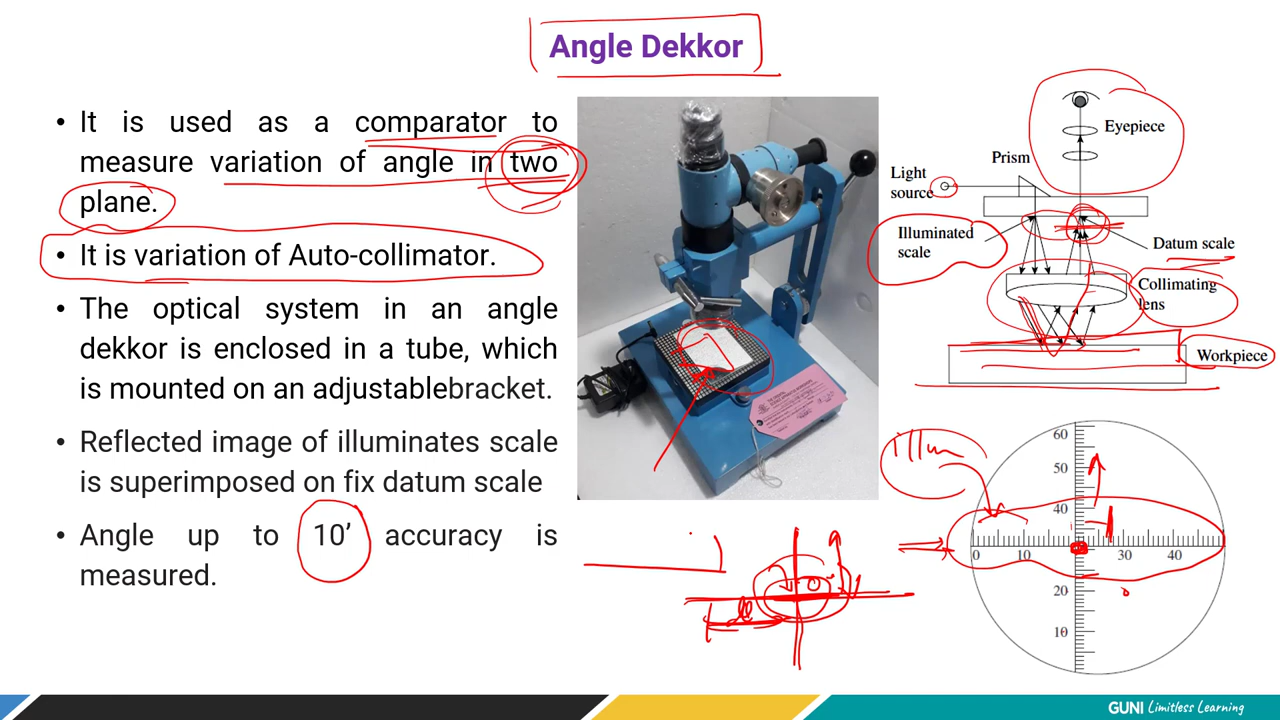 Angle Dekkor
• It is used as a comparator to
measure variation of angle in two
plane.
• It is variation of Auto-collimator.
• The optical system in an angle
dekkor is enclosed in a tube, which
is mounted on an adjustablebracket.
• Reflected image of illuminates scale
is superimposed on fix datum scale
• Angle up to 10’ accuracy is
measured.
Eyepiece
Prism
Light
source
Illuminated
scale
Datum scale
Collimating
lens
Workpiece
illum
60
50
40
0 10 30 40
20
10
GUNI Limitless Learning